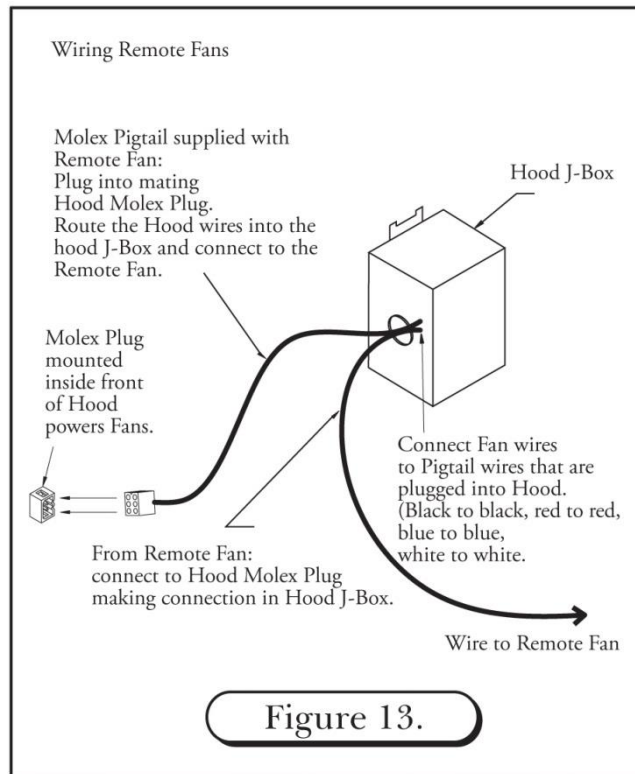 Wiring Remote Fans
Molex Pigtail supplied with
Remote Fan:
Plug into mating
Hood Molex Plug.
Route the Hood wires into the
hood J-Box and connect to the
Remote Fan.
Hood J-Box
Molex Plug
mounted
inside front
of Hood
powers Fans.
Connect Fan wires
to Pigtail wires that are
plugged into Hood.
(Black to black, red to red,
blue to blue,
white to white.
From Remote Fan:
connect to Hood Molex Plug
making connection in Hood J-Box.
Wire to Remote Fan
Figure 13.